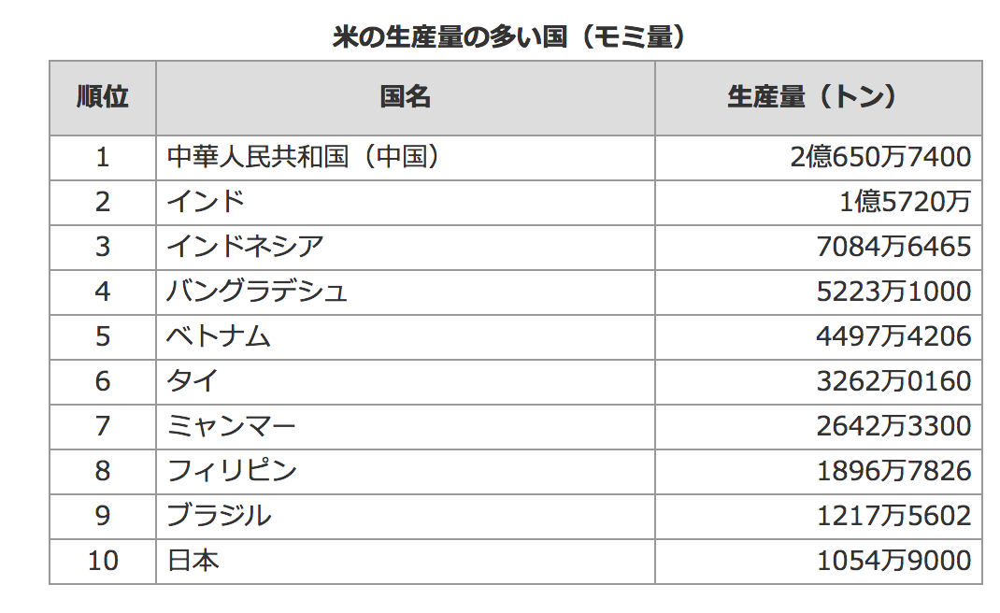 米の生産量の多い国（モミ量）
順位 国名 生産量（トン）
1 中華人民共和国（中国） 2億650万7400
2 インド 1億5720万
3 インドネシア 7084万6465
4 バングラデシュ 5223万1000
5 ベトナム 4497万4206
6 タイ 3262万0160
7 ミャンマー 2642万3300
8 フィリピン 1896万7826
9 ブラジル 1217万5602
10 日本 1054万9000